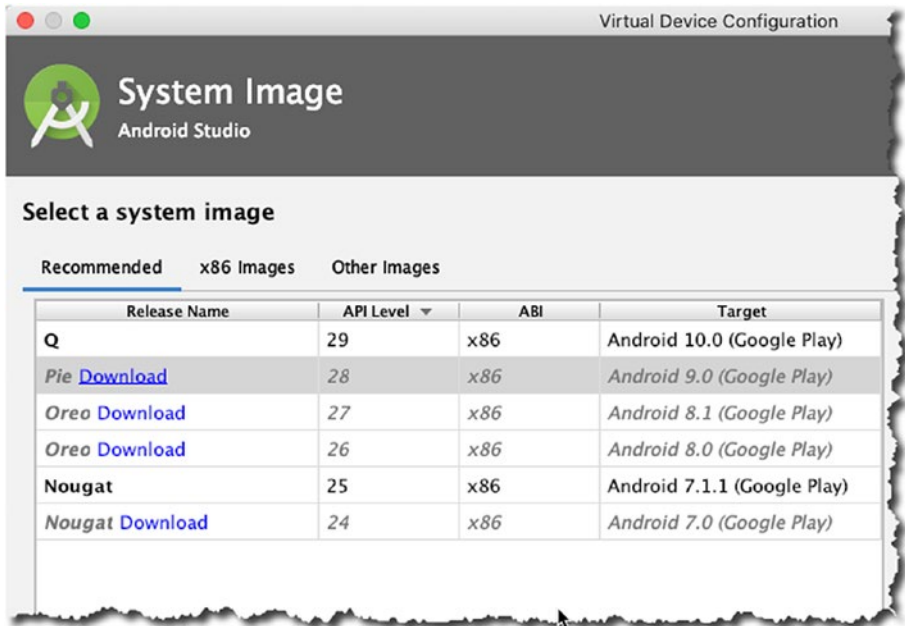 Virtual Device Configuration
System Image
Android Studio
Select a system image
Recommended x86 Images Other Images
Release Name API Level ABI Target
Q 29 x86 Android 10.0 (Google Play)
Pie Download 28 x86 Android 9.0 (Google Play)
Oreo Download 27 x86 Android 8.1 (Google Play)
Oreo Download 26 x86 Android 8.0 (Google Play)
Nougat 25 x86 Android 7.1.1 (Google Play)
Nougat Download 24 x86 Android 7.0 (Google Play)